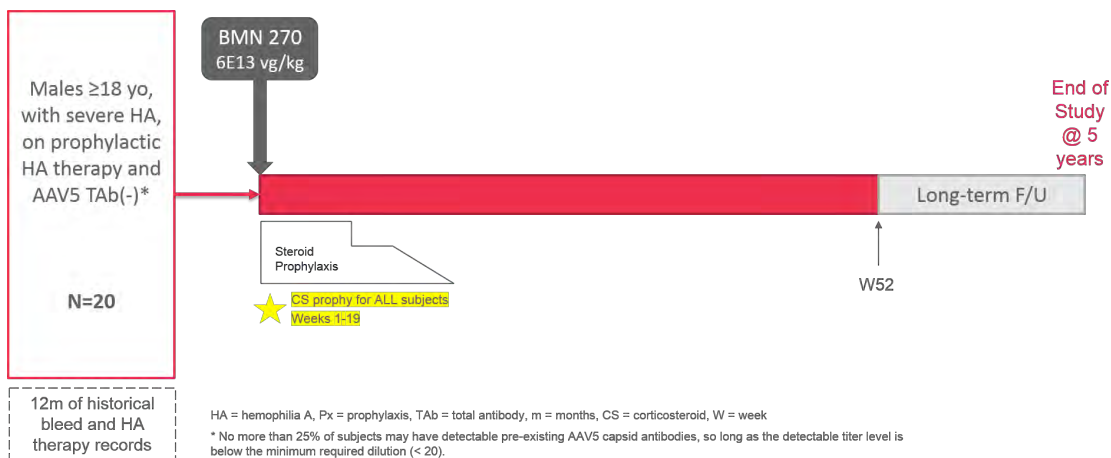 BMN 270
6E13 vg/kg
Males ≥18 yo,
with severe HA,
on prophylactic
HA therapy and
AAV5 TAb(-)*
N=20
End of
Study
@ 5
years
Long-term F/U
Steroid
Prophylaxis
CS prophy for ALL subjects
Weeks 1-19
W52
12m of historical
bleed and HA
therapy records
HA = hemophilia A, Px = prophylaxis, TAb = total antibody, m = months, CS = corticosteroid, W = week
* No more than 25% of subjects may have detectable pre-existing AAV5 capsid antibodies, so long as the detectable titer level is
below the minimum required dilution (< 20).